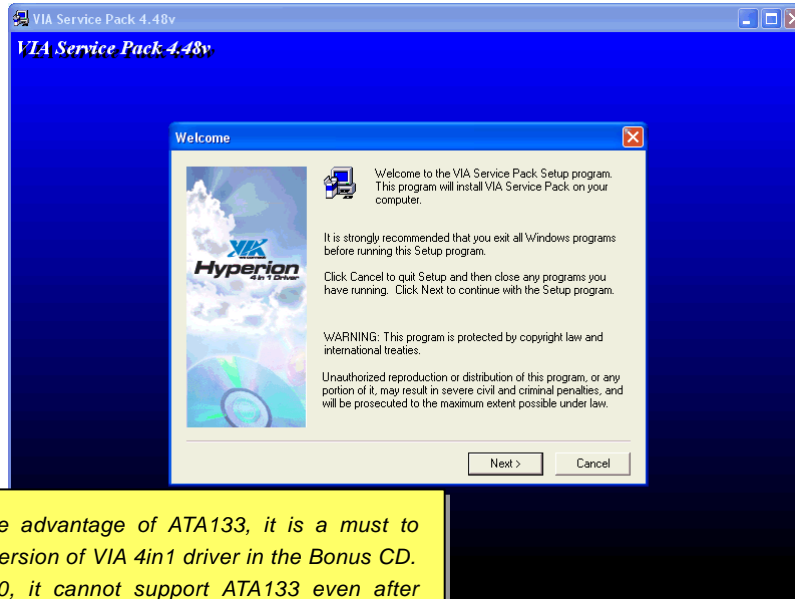 VIA Service Pack 4.48v
VIA Service Pack 4.48v
Welcome
VIA
Hyperion
4 in 1 Driver
Welcome to the VIA Service Pack Setup program.
This program will install VIA Service Pack on your
computer.
It is strongly recommended that you exit all Windows programs
before running this Setup program.
Click Cancel to quit Setup and then close any programs you
have running. Click Next to continue with the Setup program.
WARNING: This program is protected by copyright law and
international treaties.
Unauthorized reproduction or distribution of this program, or any
portion of it, may result in severe civil and criminal penalties, and
will be prosecuted to the maximum extent possible under law.
Next >
Cancel
e advantage of ATA133, it is a must to
ersion of VIA 4in1 driver in the Bonus CD.
0, it cannot support ATA133 even after